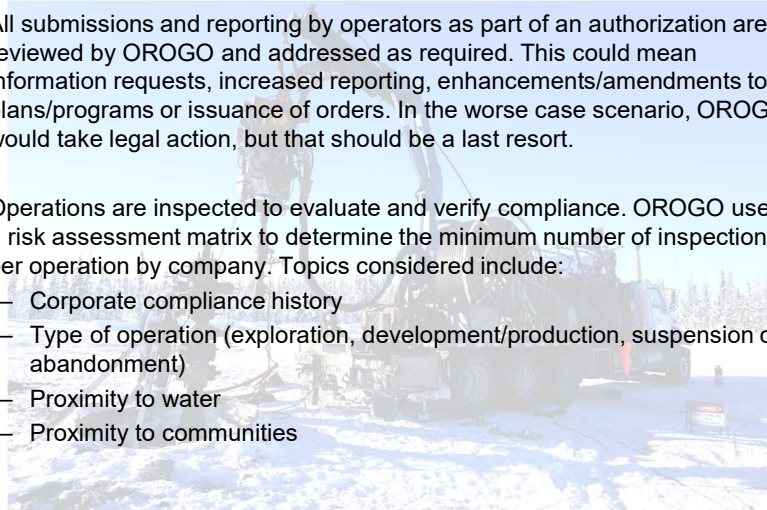 All submissions and reporting by operators as part of an authorization are
reviewed by OROGO and addressed as required. This could mean
information requests, increased reporting, enhancements/amendments to
plans/programs or issuance of orders. In the worse case scenario, OROG
would take legal action, but that should be a last resort.
Operations are inspected to evaluate and verify compliance. OROGO use
risk assessment matrix to determine the minimum number of inspection
per operation by company. Topics considered include:
– Corporate compliance history
– Type of operation (exploration, development/production, suspension o
abandonment)
– Proximity to water
– Proximity to communities